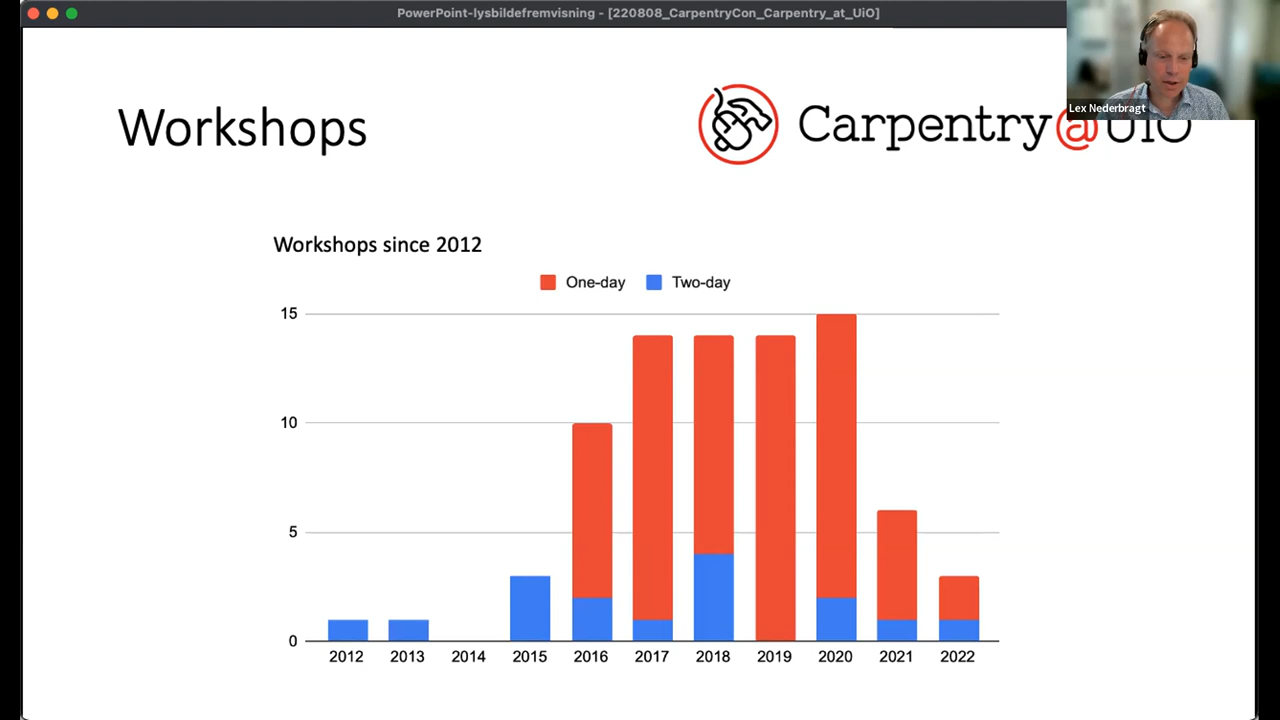 PowerPoint-lysbildefremvisning - [220808_CarpentryCon_Carpentry_at_UiO]
Lex Nederbragt
Workshops
Carpentry@UiO
Workshops since 2012
One-day
Two-day
15
10
5
0
2012 2013 2014 2015 2016 2017 2018 2019 2020 2021 2022